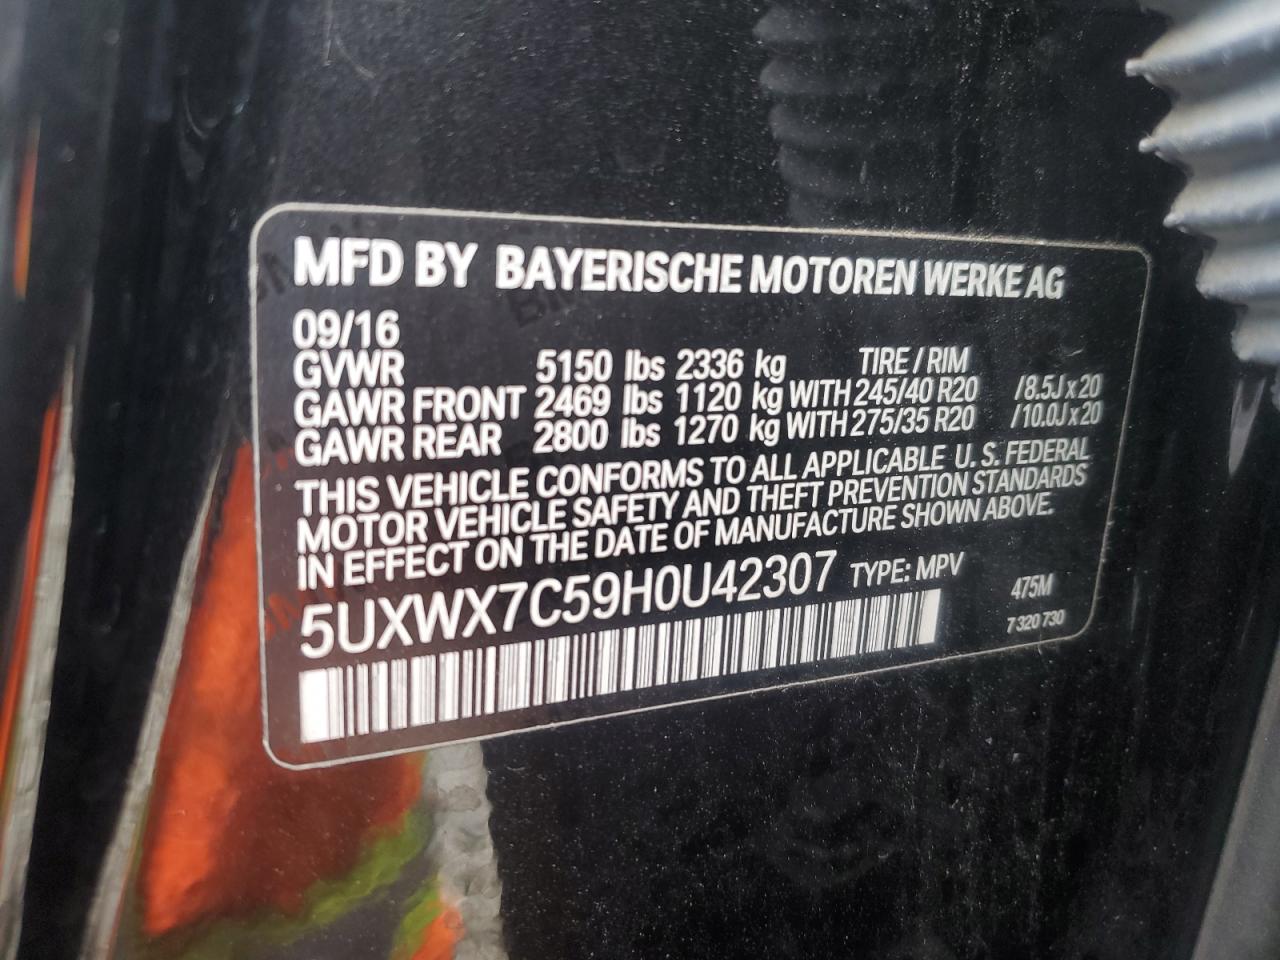 MFD BY BAYERISCHE MOTOREN WERKE AG
09/16
GVWR 5150 lbs 2336 kg TIRE / RIM
GAWR FRONT 2469 lbs 1120 kg WITH 245/40 R20 /8.5J x 20
GAWR REAR 2800 lbs 1270 kg WITH 275/35 R20 /10.0J x 20
THIS VEHICLE CONFORMS TO ALL APPLICABLE U. S. FEDERAL
MOTOR VEHICLE SAFETY AND THEFT PREVENTION STANDARDS
IN EFFECT ON THE DATE OF MANUFACTURE SHOWN ABOVE.
5UXWX7C59H0U42307 TYPE: MPV 475M
7 320 730